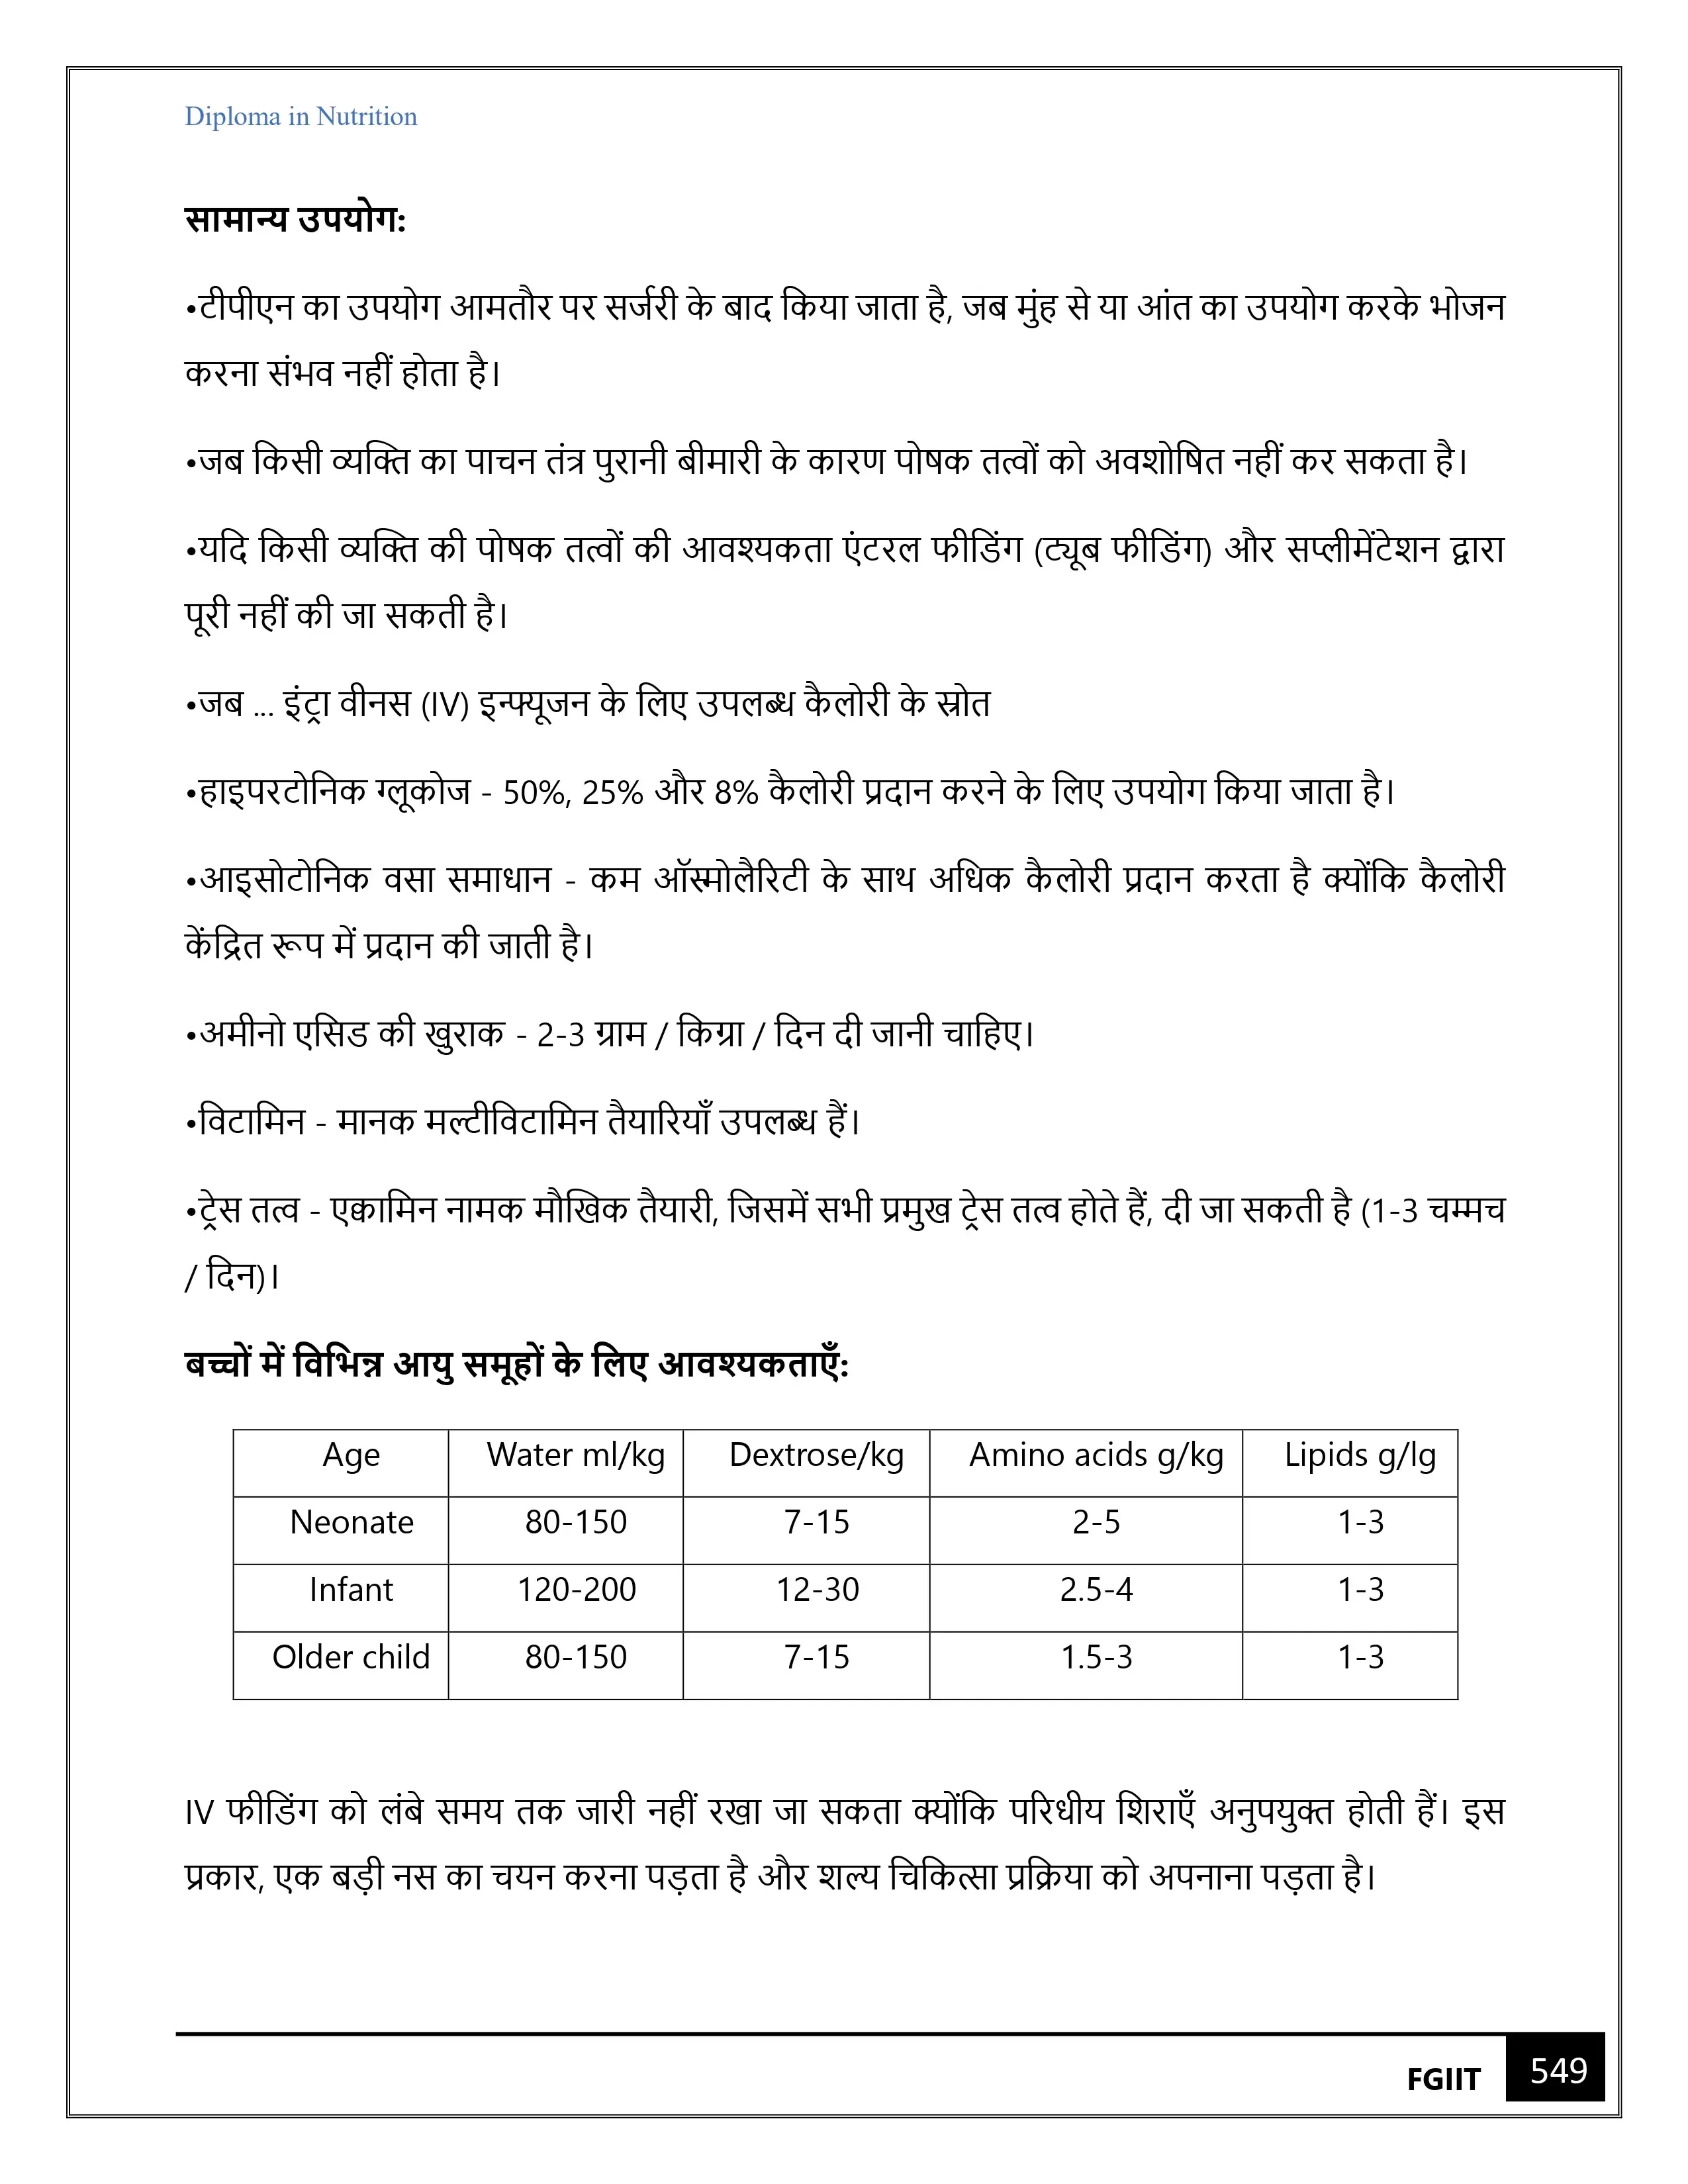 Diploma in Nutrition
सामान्य उपयोग:
•टीपीएन का उपयोग आमतौर पर सर्जरी के बाद किया जाता है, जब मुंह से या आंत का उपयोग करके भोजन
करना संभव नहीं होता है।
•जब किसी व्यक्ति का पाचन तंत्र पुरानी बीमारी के कारण पोषक तत्वों को अवशोषित नहीं कर सकता है।
•यदि किसी व्यक्ति की पोषक तत्वों की आवश्यकता एंटरल फीडिंग (ट्यूब फीडिंग) और सप्लीमेंटेशन द्वारा
पूरी नहीं की जा सकती है।
•जब ... इंट्रा वीनस (IV) इन्फ्यूजन के लिए उपलब्ध कैलोरी के स्रोत
•हाइपरटोनिक ग्लूकोज - 50%, 25% और 8% कैलोरी प्रदान करने के लिए उपयोग किया जाता है।
•आइसोटोनिक वसा समाधान - कम ऑस्मोलैरिटी के साथ अधिक कैलोरी प्रदान करता है क्योंकि कैलोरी
केंद्रित रूप में प्रदान की जाती है।
•अमीनो एसिड की खुराक - 2-3 ग्राम / किग्रा / दिन दी जानी चाहिए।
•विटामिन - मानक मल्टीविटामिन तैयारियाँ उपलब्ध हैं।
•ट्रेस तत्व - एक्वामिन नामक मौखिक तैयारी, जिसमें सभी प्रमुख ट्रेस तत्व होते हैं, दी जा सकती है (1-3 चम्मच
/ दिन)।
बच्चों में विभिन्न आयु समूहों के लिए आवश्यकताएँ:
Age Water ml/kg Dextrose/kg Amino acids g/kg Lipids g/lg
Neonate 80-150 7-15 2-5 1-3
Infant 120-200 12-30 2.5-4 1-3
Older child 80-150 7-15 1.5-3 1-3
IV फीडिंग को लंबे समय तक जारी नहीं रखा जा सकता क्योंकि परिधीय शिराएँ अनुपयुक्त होती हैं। इस
प्रकार, एक बड़ी नस का चयन करना पड़ता है और शल्य चिकित्सा प्रक्रिया को अपनाना पड़ता है।
FGIIT 549